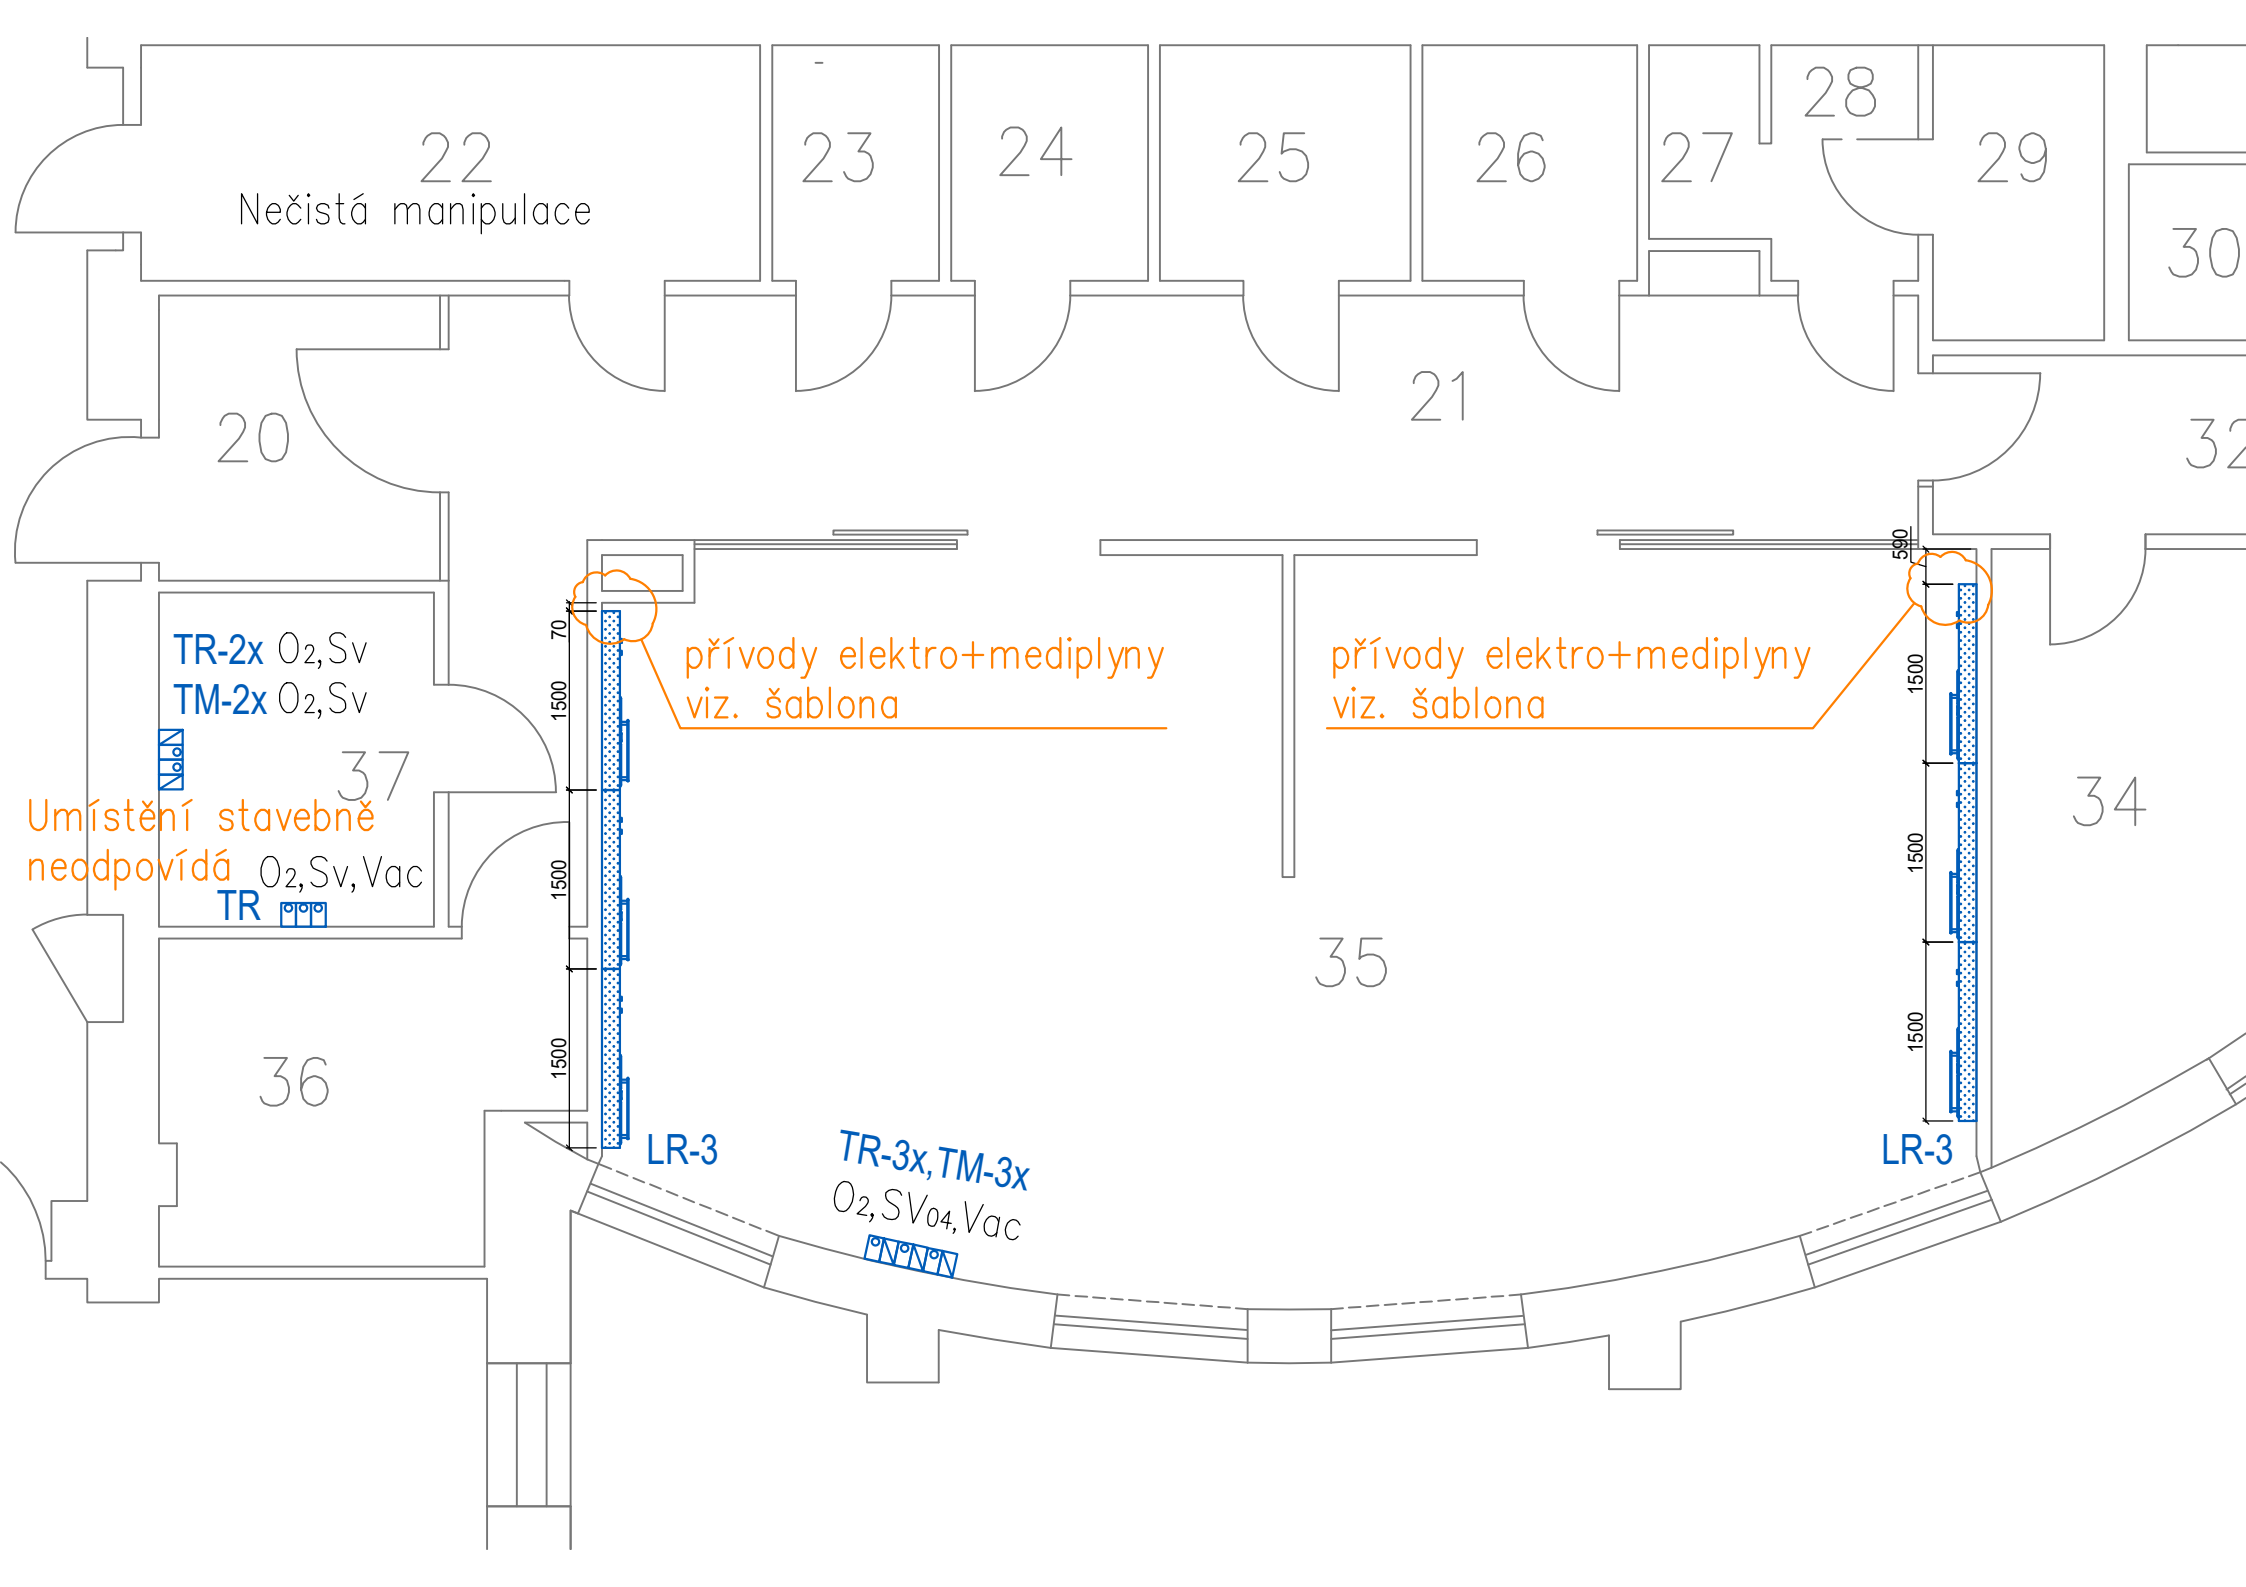 22
Nečistá manipulace
23
24
25
26
27
28
29
30
20
21
32
590
TR-2x O2,Sv
TM-2x O2,Sv
37
Umístění stavebně
neodpovídá
O2,Sv,Vac
TR
70
1500
1500
1500
přívody elektro+mediplyny
viz. šablona
přívody elektro+mediplyny
viz. šablona
1500
1500
1500
34
35
36
LR-3
TR-3x,TM-3x
O2,SV04,Vac
LR-3